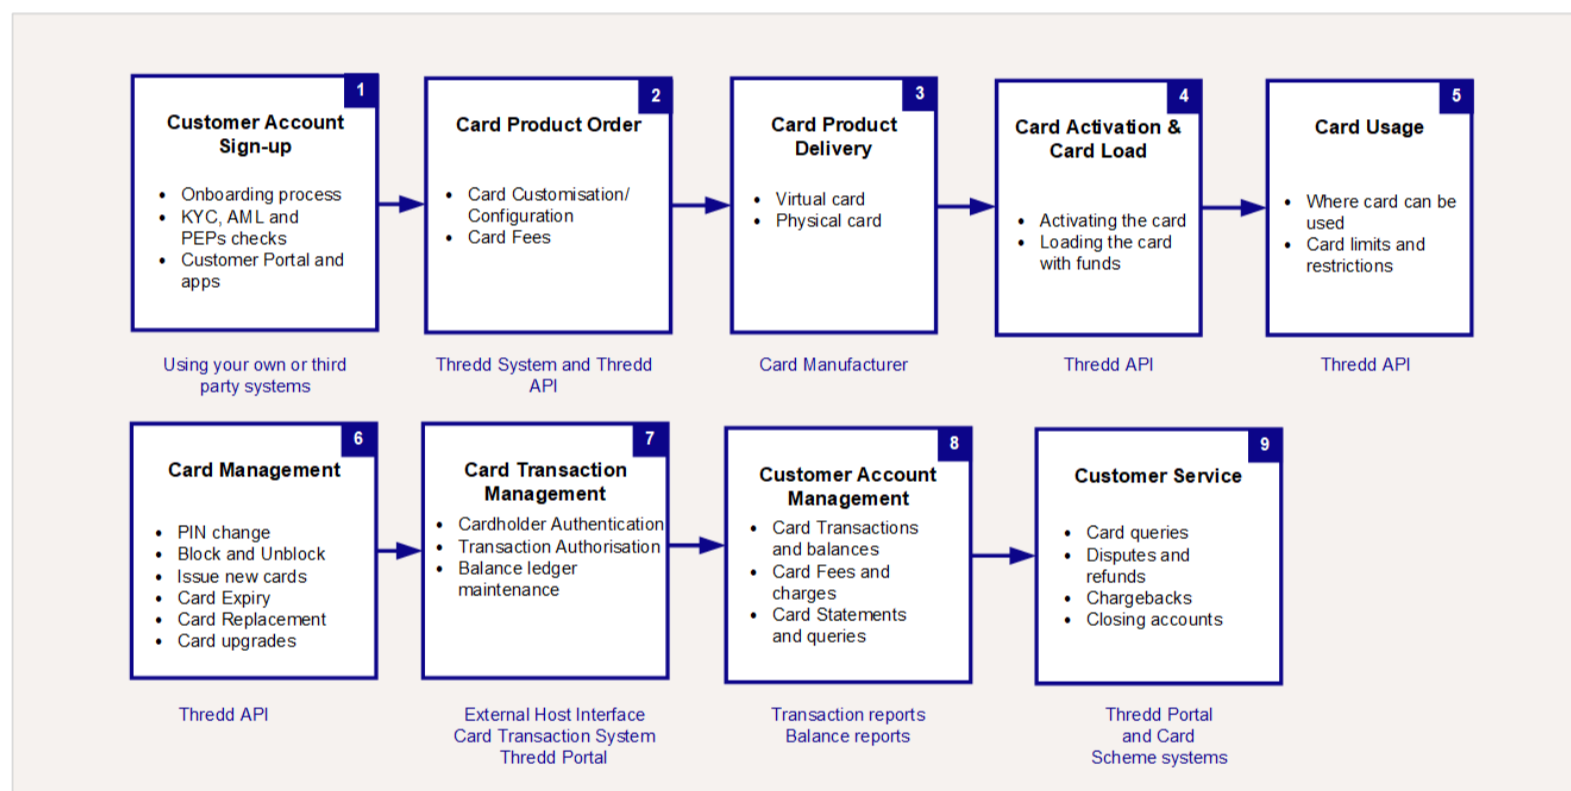 1
Customer Account
Sign-up
• Onboarding process
• KYC, AML and
PEPs checks
• Customer Portal and
apps
Using your own or third
party systems
2
Card Product Order
• Card Customisation/
Configuration
• Card Fees
Thredd System and Thredd
API
3
Card Product
Delivery
• Virtual card
• Physical card
Card Manufacturer
4
Card Activation &
Card Load
• Activating the card
• Loading the card
with funds
Thredd API
5
Card Usage
• Where card can be
used
• Card limits and
restrictions
Thredd API
6
Card Management
• PIN change
• Block and Unblock
• Issue new cards
• Card Expiry
• Card Replacement
• Card upgrades
Thredd API
7
Card Transaction
Management
• Cardholder Authentication
• Transaction Authorisation
• Balance ledger
maintenance
External Host Interface
Card Transaction System
Thredd Portal
8
Customer Account
Management
• Card Transactions
and balances
• Card Fees and
charges
• Card Statements
and queries
Transaction reports
Balance reports
9
Customer Service
• Card queries
• Disputes and
refunds
• Chargebacks
• Closing accounts
Thredd Portal
and Card
Scheme systems